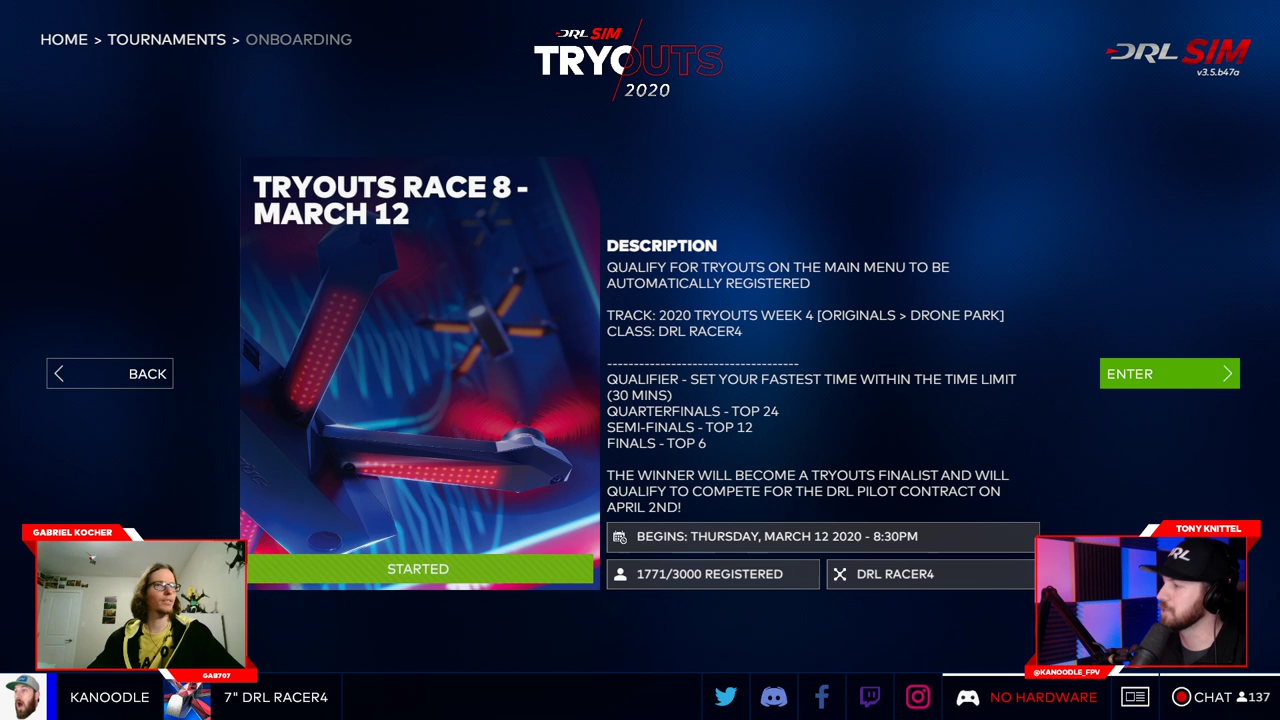 HOME > TOURNAMENTS > ONBOARDING
DRL SIM
TRYOUTS
2020
DRL SIM
v3.5.b47a
TRYOUTS RACE 8 -
MARCH 12
DESCRIPTION
QUALIFY FOR TRYOUTS ON THE MAIN MENU TO BE
AUTOMATICALLY REGISTERED
TRACK: 2020 TRYOUTS WEEK 4 [ORIGINALS > DRONE PARK]
CLASS: DRL RACER4
------------------------------------
QUALIFIER - SET YOUR FASTEST TIME WITHIN THE TIME LIMIT
(30 MINS)
QUARTERFINALS - TOP 24
SEMI-FINALS - TOP 12
FINALS - TOP 6
THE WINNER WILL BECOME A TRYOUTS FINALIST AND WILL
QUALIFY TO COMPETE FOR THE DRL PILOT CONTRACT ON
APRIL 2ND!
BACK
ENTER
BEGINS: THURSDAY, MARCH 12 2020 - 8:30PM
STARTED
1771/3000 REGISTERED
DRL RACER4
GABRIEL KOCHER
GAB707
TONY KNITTEL
RL
@KANOODLE_FPV
KANOODLE
7" DRL RACER4
NO HARDWARE
CHAT 137